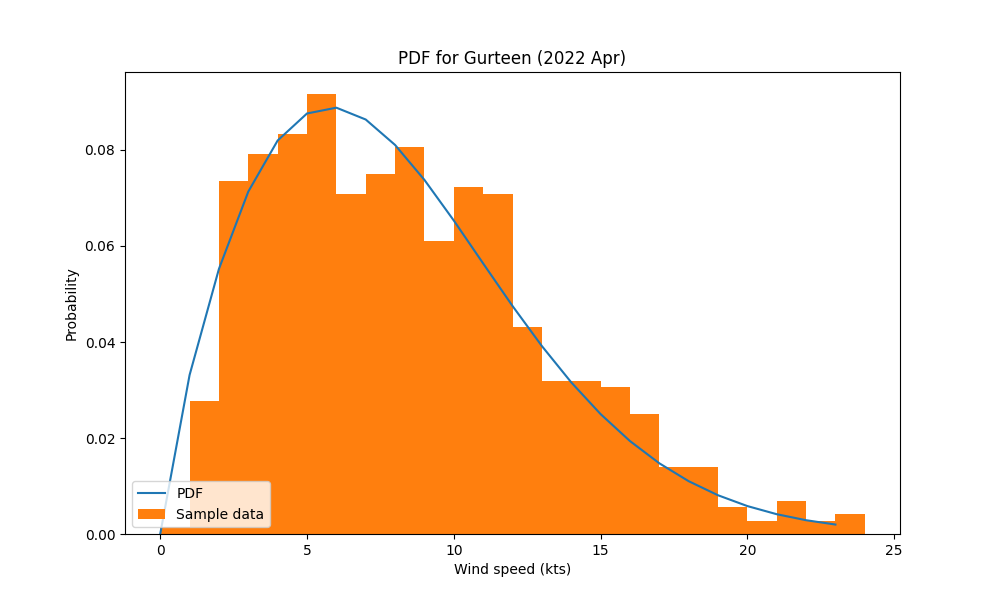 PDF for Gurteen (2022 Apr)
Probability
0.08
0.06
0.04
0.02
0.00
PDF
Sample data
0 5 10 15 20 25
Wind speed (kts)